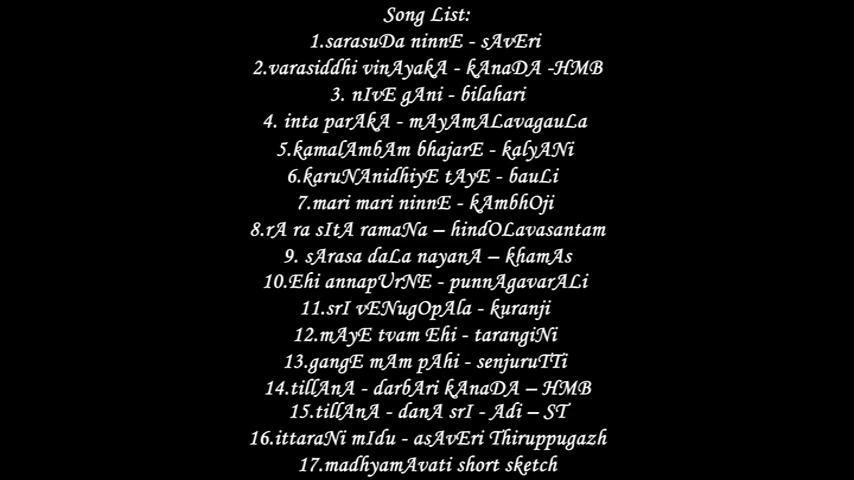 Song List:
1.sarasuDa ninnE - sAvEri
2.varasiddhi vinAyakA - kAnaDA -HMB
3. nIvE gAni - bilahari
4. inta parAkA - mAyAmALavagauLa
5.kamalAmbAm bhajarE - kalyANi
6.karuNAnidhiyE tAyE - bauLi
7.mari mari ninnE - kAmbhOji
8.rA ra sItA ramaNa – hindOLavasantam
9. sArasa daLa nayanA – khamAs
10.Ehi annapUrNE - punnAgavarALi
11.srI vENugOpAla - kuranji
12.mAyE tvam Ehi - tarangiNi
13.gangE mAm pAhi - senjuruTTi
14.tillAnA - darbAri kAnaDA – HMB
15.tillAnA - danA srI - Adi – ST
16.ittaraNi mIdu - asAvEri Thiruppugazh
17.madhyamAvati short sketch